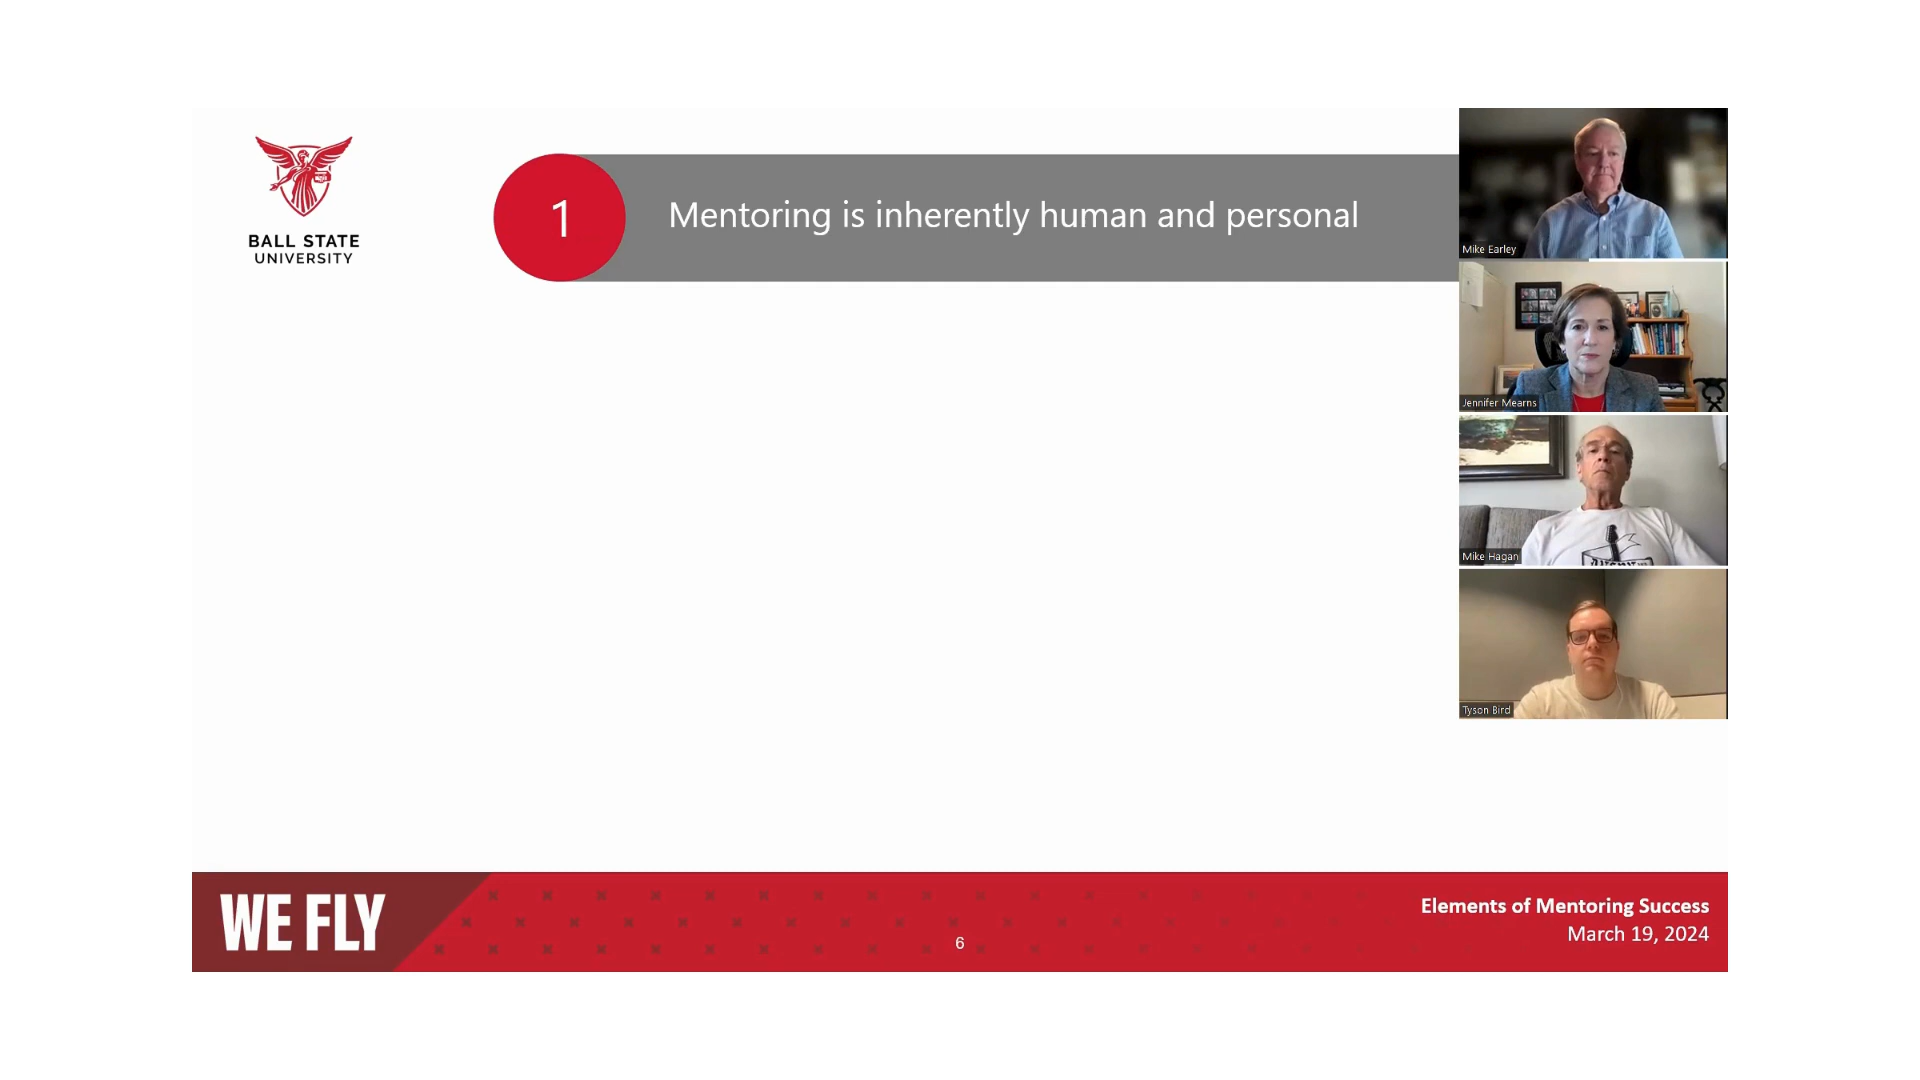 BALL STATE
UNIVERSITY
1
Mentoring is inherently human and personal
Mike Earley
Jennifer Mearns
Mike Hagan
Tyson Bird
WE FLY
6
Elements of Mentoring Success
March 19, 2024